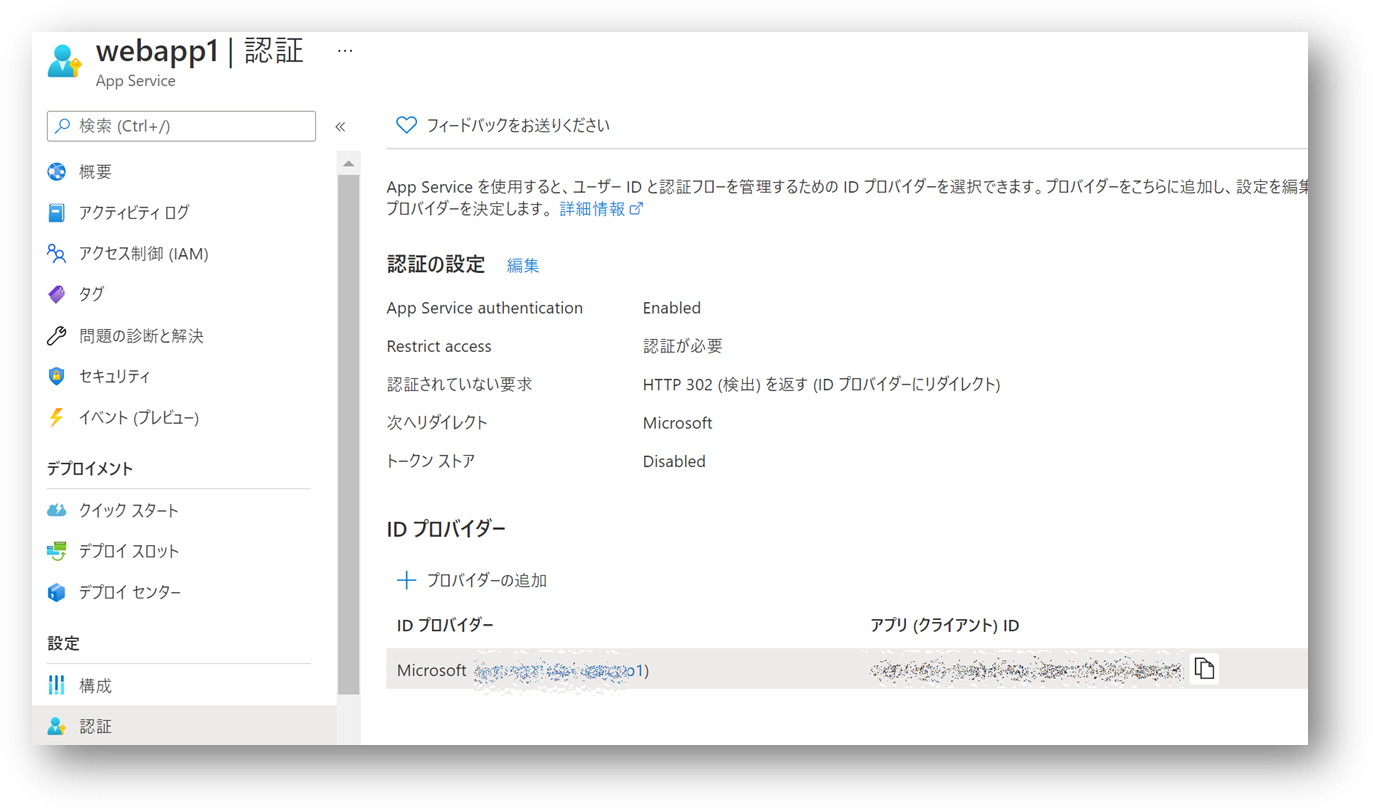 webapp1 | 認証 …
App Service
検索 (Ctrl+/)
«
概要
アクティビティ ログ
アクセス制御 (IAM)
タグ
問題の診断と解決
セキュリティ
イベント (プレビュー)
デプロイメント
クイック スタート
デプロイ スロット
デプロイ センター
設定
構成
認証
フィードバックをお送りください
App Service を使用すると、ユーザー ID と認証フローを管理するための ID プロバイダーを選択できます。プロバイダーをこちらに追加し、設定を編集
プロバイダーを決定します。 詳細情報
認証の設定 編集
App Service authentication Enabled
Restrict access 認証が必要
認証されていない要求 HTTP 302 (検出) を返す (ID プロバイダーにリダイレクト)
次へリダイレクト Microsoft
トークン ストア Disabled
ID プロバイダー
プロバイダーの追加
ID プロバイダー アプリ (クライアント) ID
Microsoft